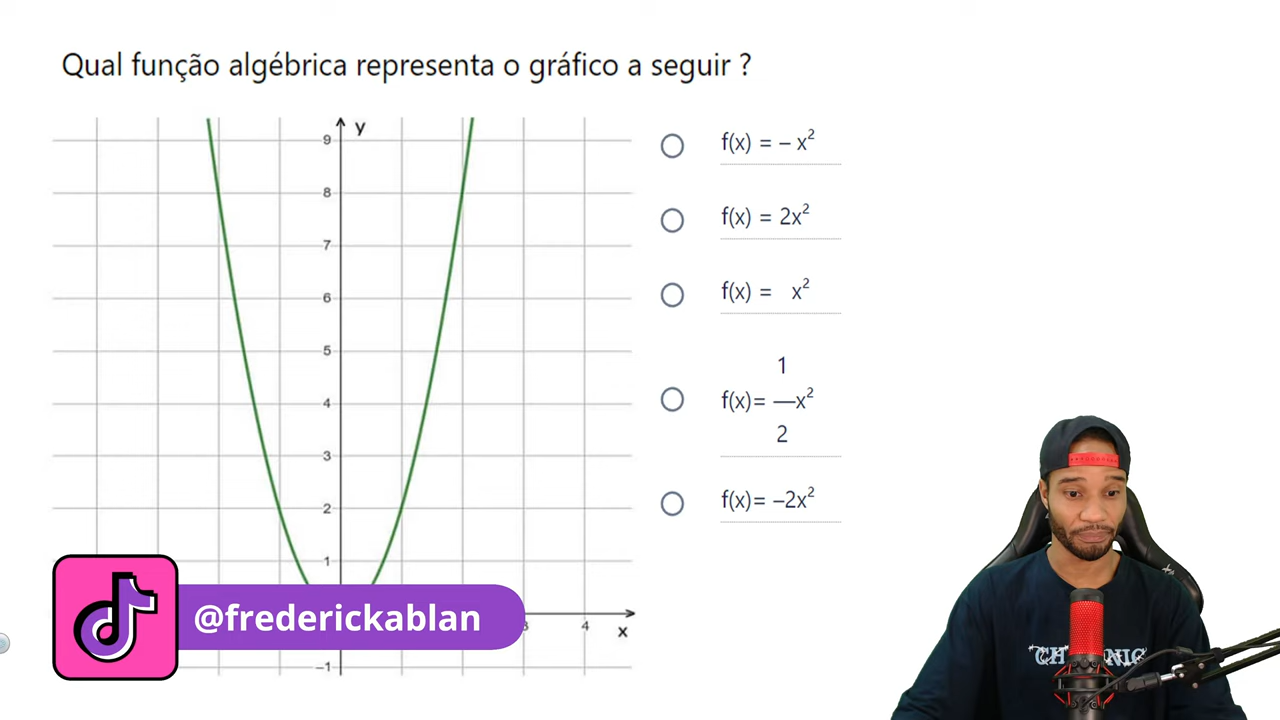 Qual função algébrica representa o gráfico a seguir ?
y
9
8
7
6
5
4
3
2
1
−1
4
x
f(x) = – x²
f(x) = 2x²
f(x) = x²
f(x)= 1/2 x²
f(x)= –2x²
@frederickablan